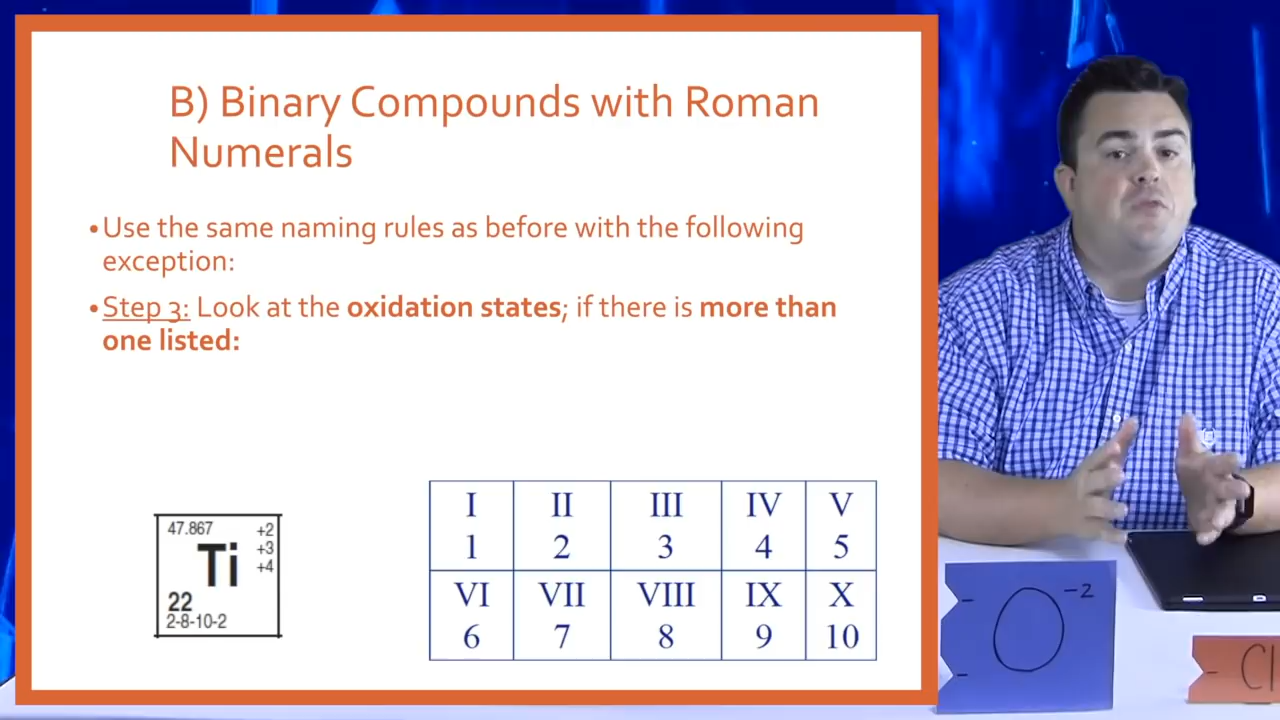 B) Binary Compounds with Roman
Numerals
•Use the same naming rules as before with the following
exception:
•Step 3: Look at the oxidation states; if there is more than
one listed:
47.867 +2
+3
Ti +4
22
2-8-10-2
I II III IV V
1 2 3 4 5
VI VII VIII IX X
6 7 8 9 10
- O -2
-
- Cl